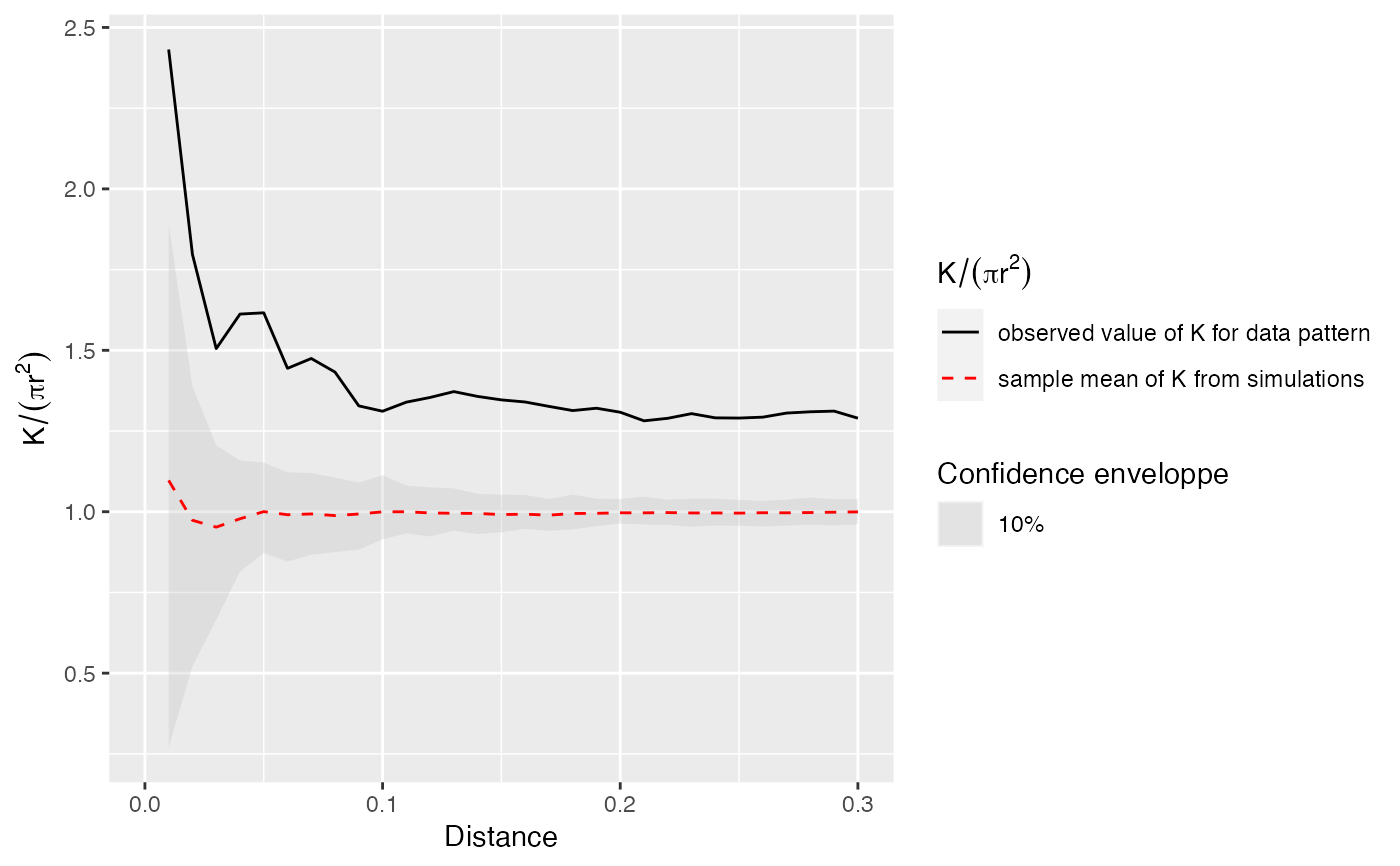 2.5
2.0
1.5
1.0
0.5
K/(πr²)
0.0
0.1
0.2
0.3
Distance
K/(πr²)
observed value of K for data pattern
sample mean of K from simulations
Confidence enveloppe
10%